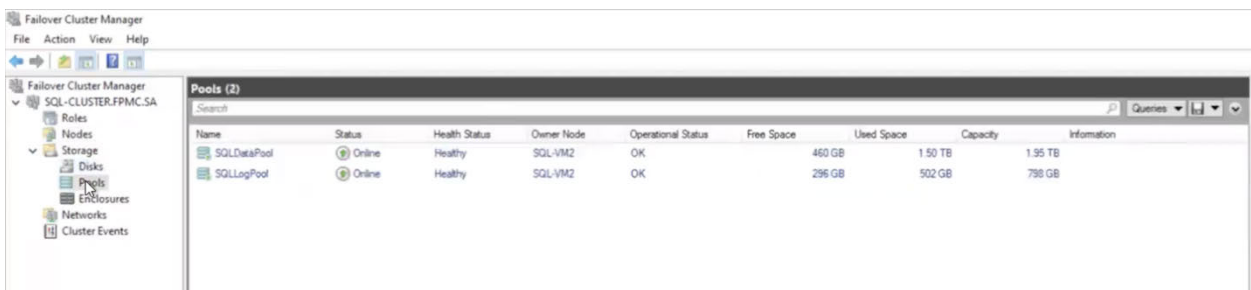 Failover Cluster Manager
File Action View Help
Failover Cluster Manager
SQL-CLUSTER.FPMC.SA
Roles
Nodes
Storage
Disks
Pools
Enclosures
Networks
Cluster Events
Pools (2)
Search Queries
Name Status Health Status Owner Node Operational Status Free Space Used Space Capacity Information
SQLDataPool Online Healthy SQL-VM2 OK 460 GB 1.50 TB 1.95 TB
SQLLogPool Online Healthy SQL-VM2 OK 296 GB 502 GB 798 GB